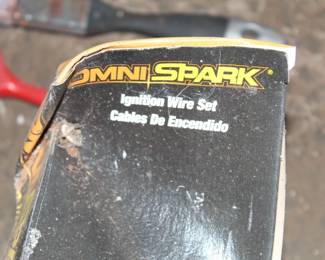 OMNISPARK®
Ignition Wire Set
Cables De Encendido